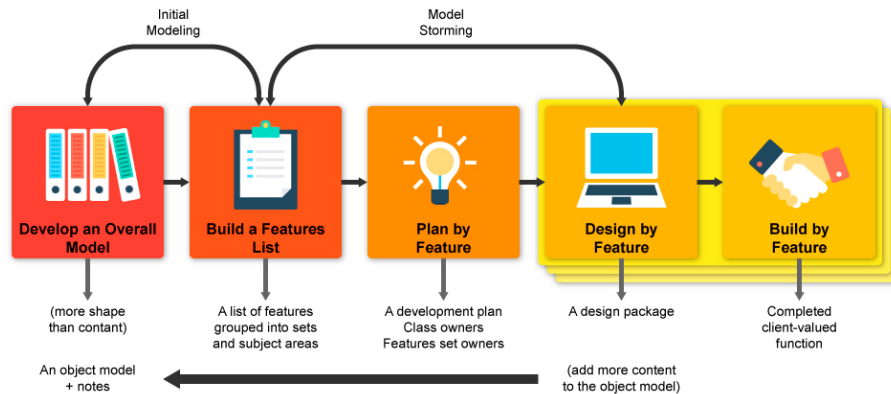 Initial
Modeling
Model
Storming
Develop an Overall
Model
Build a Features
List
Plan by
Feature
Design by
Feature
Build by
Feature
(more shape
than contant)
A list of features
grouped into sets
and subject areas
A development plan
Class owners
Features set owners
A design package
Completed
client-valued
function
An object model
+ notes
(add more content
to the object model)